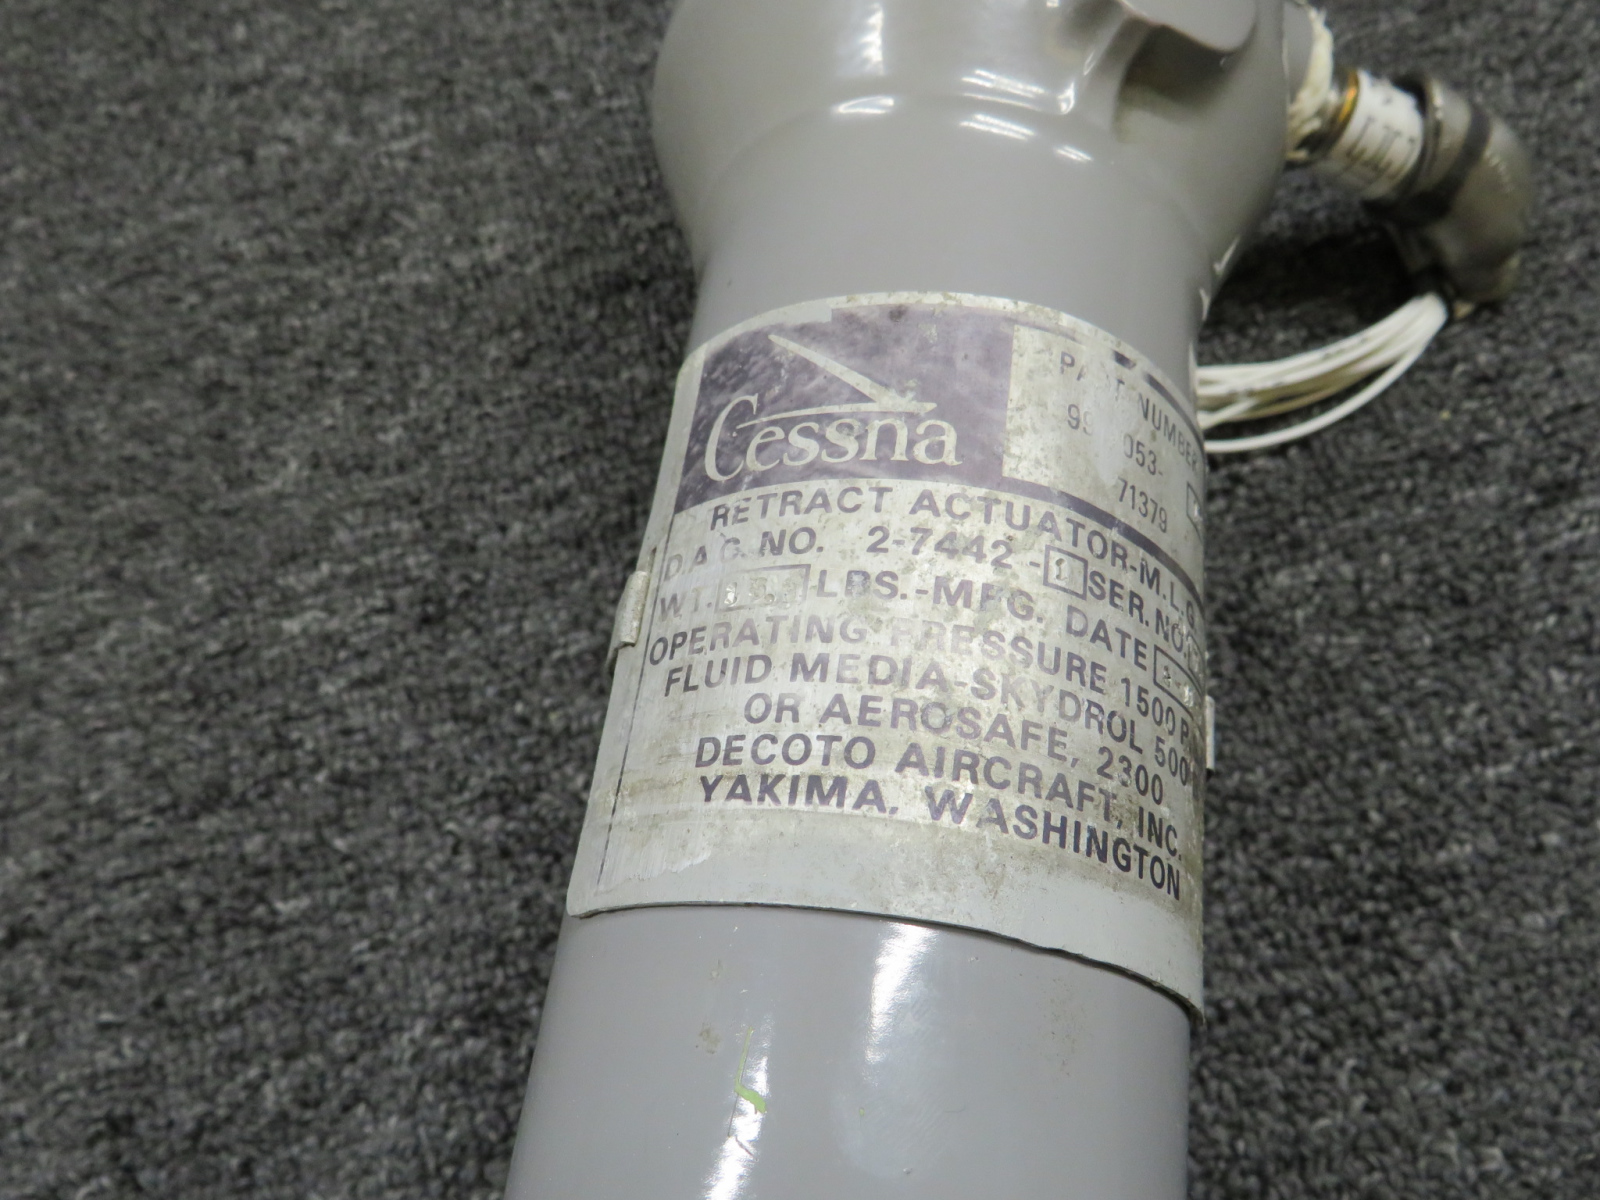 Cessna
PART NUMBER
053-
71379
RETRACT ACTUATOR-M.L.G.
D.A.C. NO. 2-7442-1 SER. NO.
WT. LBS.-MFG. DATE
OPERATING PRESSURE 1500
FLUID MEDIA-SKYDROL 500
OR AEROSAFE, 2300
DECOTO AIRCRAFT, INC.
YAKIMA, WASHINGTON